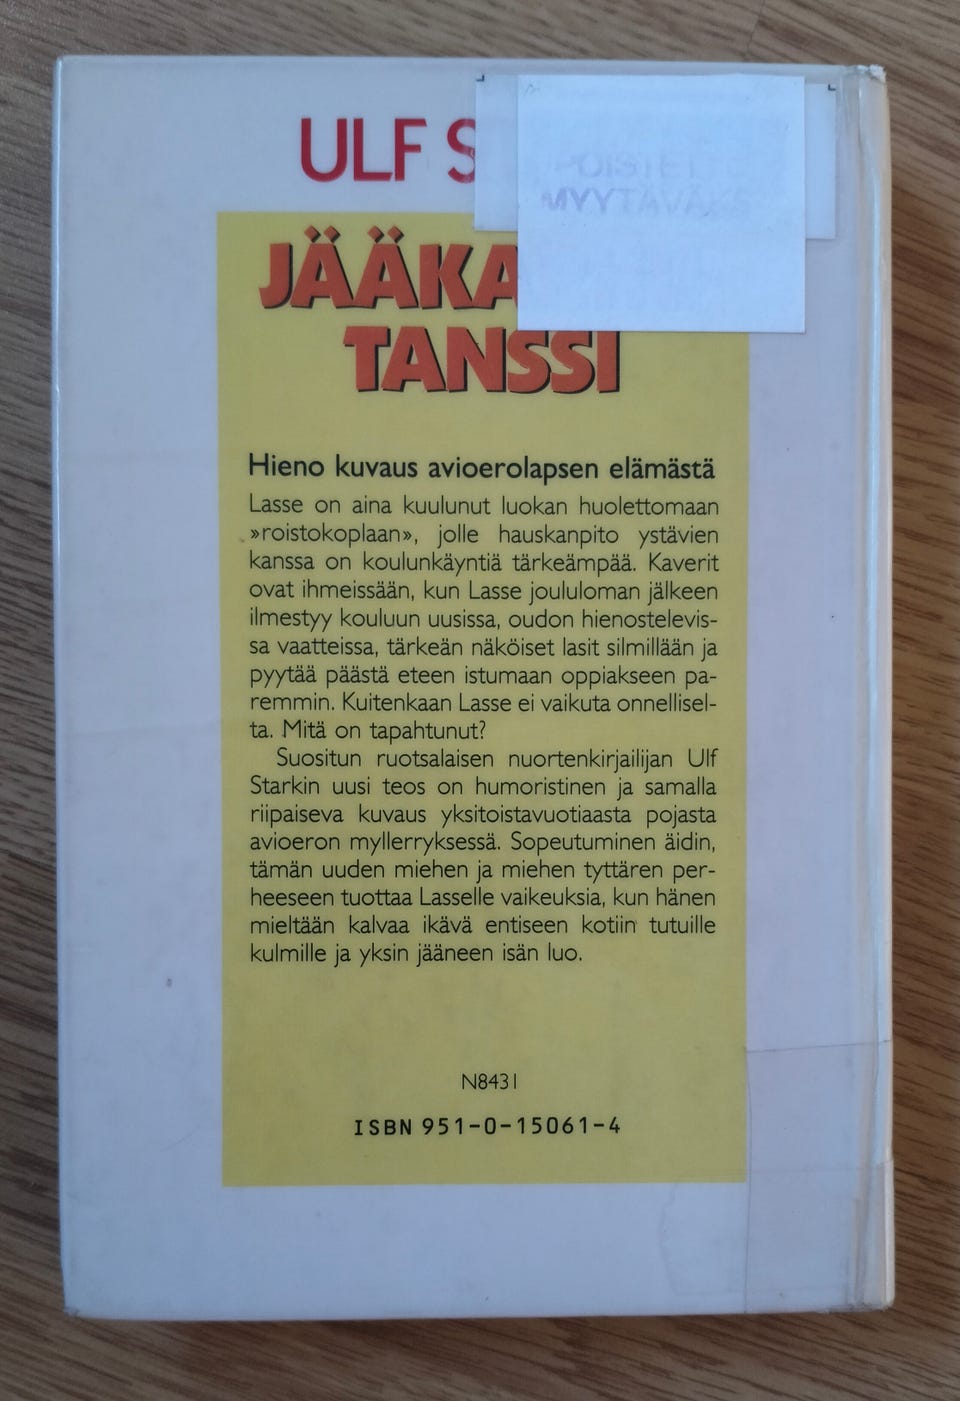 ULF S
POISTET
MYYTÄVÄKS
JÄÄKA
TANSSI
Hieno kuvaus avioerolapsen elämästä
Lasse on aina kuulunut luokan huolettomaan
»roistokoplaan», jolle hauskanpito ystävien
kanssa on koulunkäyntiä tärkeämpää. Kaverit
ovat ihmeissään, kun Lasse joululoman jälkeen
ilmestyy kouluun uusissa, oudon hienostelevis-
sa vaatteissa, tärkeän näköiset lasit silmillään ja
pyytää päästä eteen istumaan oppiakseen pa-
remmin. Kuitenkaan Lasse ei vaikuta onnellisel-
ta. Mitä on tapahtunut?
Suositun ruotsalaisen nuortenkirjailijan Ulf
Starkin uusi teos on humoristinen ja samalla
riipaiseva kuvaus yksitoistavuotiaasta pojasta
avioeron myllerryksessä. Sopeutuminen äidin,
tämän uuden miehen ja miehen tyttären per-
heeseen tuottaa Lasselle vaikeuksia, kun hänen
mieltään kalvaa ikävä entiseen kotiin tutuille
kulmille ja yksin jääneen isän luo.
N8431
ISBN 951-0-15061-4